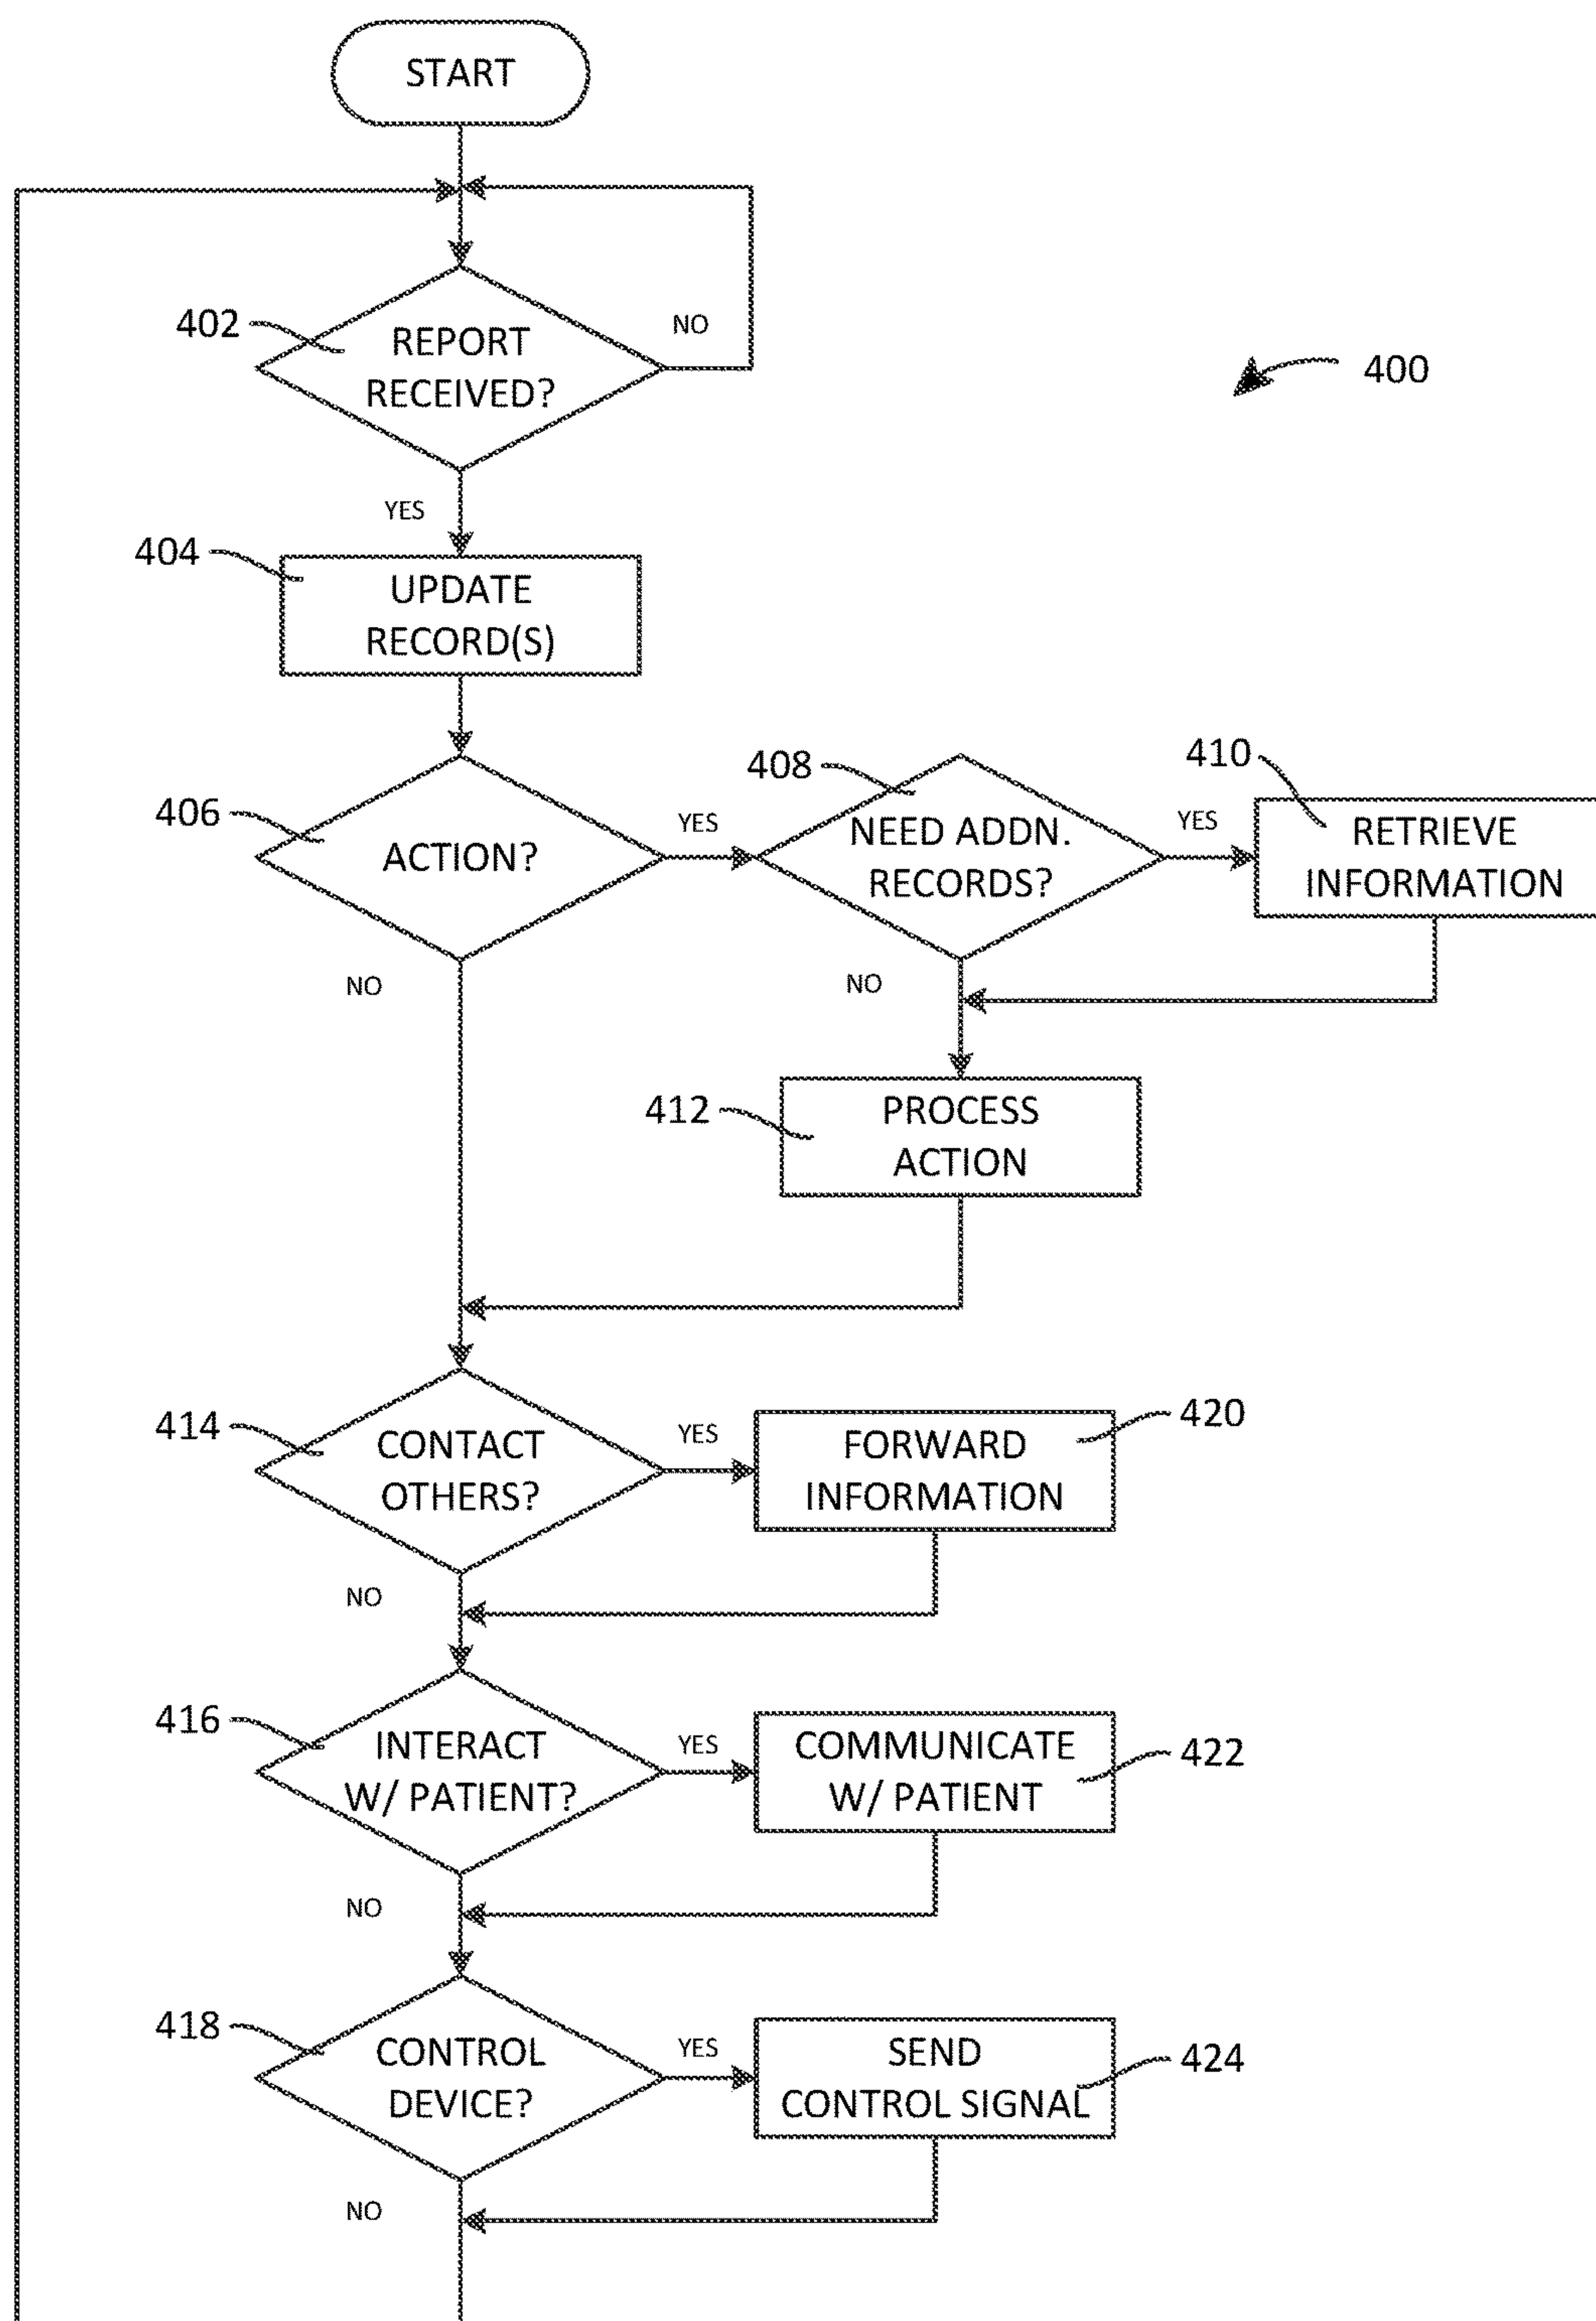 START
402
REPORT
RECEIVED?
NO
400
YES
404
UPDATE
RECORD(S)
406
ACTION?
YES
408
NEED ADDN.
RECORDS?
YES
410
RETRIEVE
INFORMATION
NO
NO
412
PROCESS
ACTION
414
CONTACT
OTHERS?
YES
FORWARD
INFORMATION
420
NO
416
INTERACT
W/ PATIENT?
YES
COMMUNICATE
W/ PATIENT
422
NO
418
CONTROL
DEVICE?
YES
SEND
CONTROL SIGNAL
424
NO